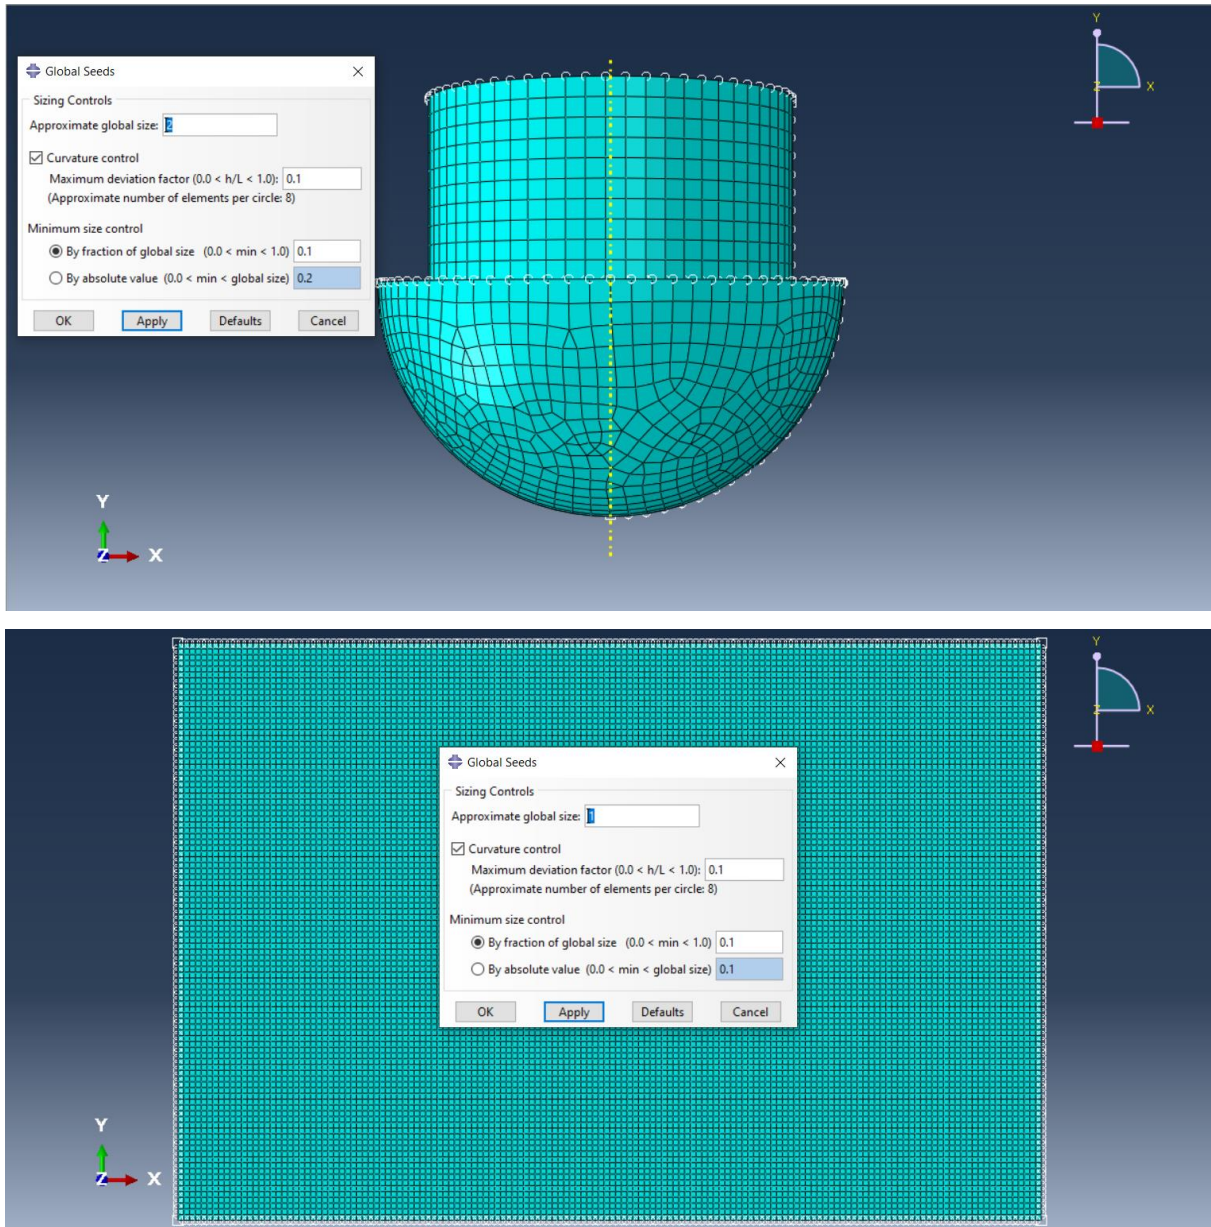 Y
Z X
Global Seeds
Sizing Controls
Approximate global size: 2
Curvature control
Maximum deviation factor (0.0 < h/L < 1.0): 0.1
(Approximate number of elements per circle: 8)
Minimum size control
By fraction of global size (0.0 < min < 1.0) 0.1
By absolute value (0.0 < min < global size) 0.2
OK Apply Defaults Cancel
Y
Z X
Y
Z X
Global Seeds
Sizing Controls
Approximate global size: 1
Curvature control
Maximum deviation factor (0.0 < h/L < 1.0): 0.1
(Approximate number of elements per circle: 8)
Minimum size control
By fraction of global size (0.0 < min < 1.0) 0.1
By absolute value (0.0 < min < global size) 0.1
OK Apply Defaults Cancel
Y
Z X